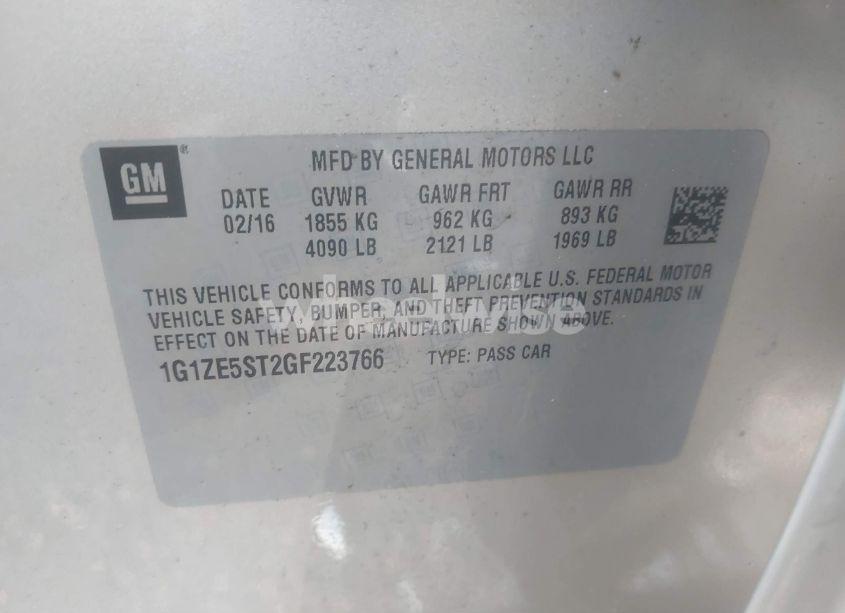 GM®
MFD BY GENERAL MOTORS LLC
DATE GVWR GAWR FRT GAWR RR
02/16 1855 KG 962 KG 893 KG
4090 LB 2121 LB 1969 LB
THIS VEHICLE CONFORMS TO ALL APPLICABLE U.S. FEDERAL MOTOR
VEHICLE SAFETY, BUMPER, AND THEFT PREVENTION STANDARDS IN
EFFECT ON THE DATE OF MANUFACTURE SHOWN ABOVE.
wheelwise
1G1ZE5ST2GF223766 TYPE: PASS CAR